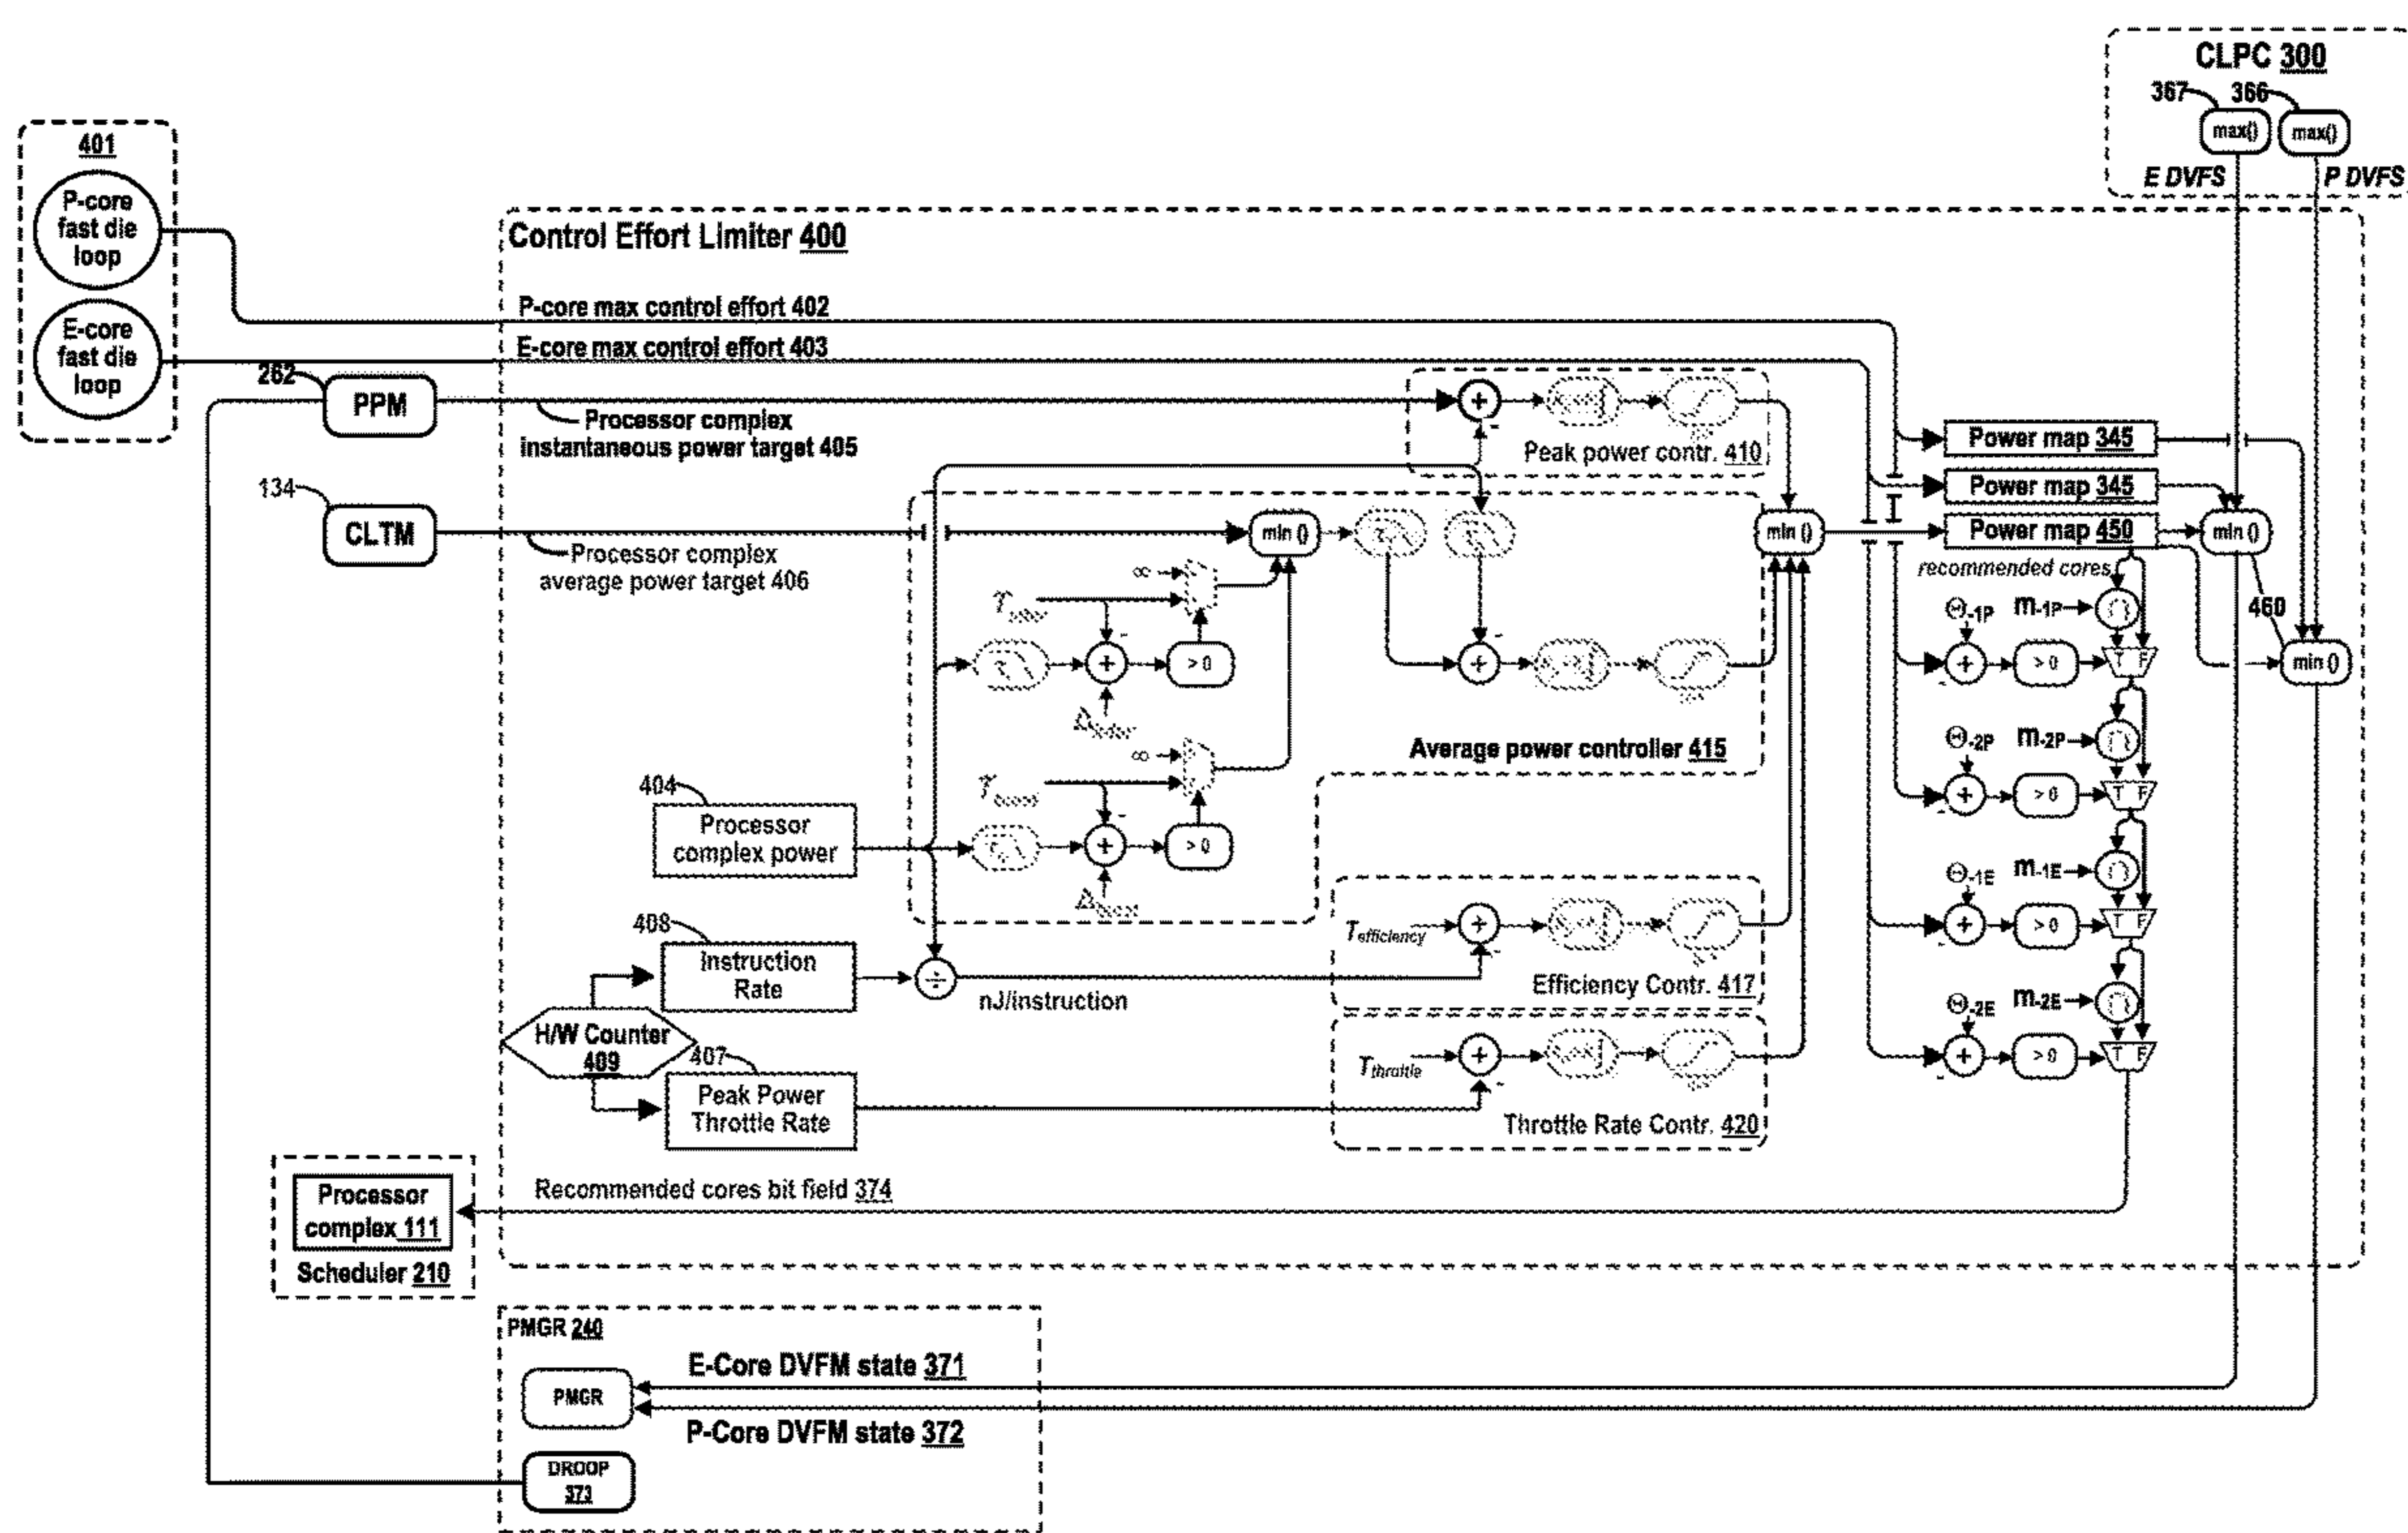 CLPC 300
367
366
max()
max()
E DVFS
P DVFS
401
P-core
fast die
loop
E-core
fast die
loop
Control Effort Limiter 400
P-core max control effort 402
E-core max control effort 403
262
PPM
Processor complex
instantaneous power target 405
+
-
Peak power contr. 410
Power map 345
Power map 345
Power map 450
recommended cores
134
CLTM
Processor complex
average power target 406
min ()
min ()
min ()
min ()
460
∞
+
-
> 0
+
-
∞
+
-
> 0
Average power controller 415
404
Processor
complex power
408
Instruction
Rate
÷
nJ/instruction
H/W Counter
409
407
Peak Power
Throttle Rate
T efficiency
+
-
Efficiency Contr. 417
T throttle
+
-
Throttle Rate Contr. 420
Θ-1P
m-1P
+
-
> 0
T F
Θ-2P
m-2P
+
-
> 0
T F
Θ-1E
m-1E
+
-
> 0
T F
Θ-2E
m-2E
+
-
> 0
T F
Recommended cores bit field 374
Processor
complex 111
Scheduler 210
PMGR 240
PMGR
E-Core DVFM state 371
P-Core DVFM state 372
DROOP
373